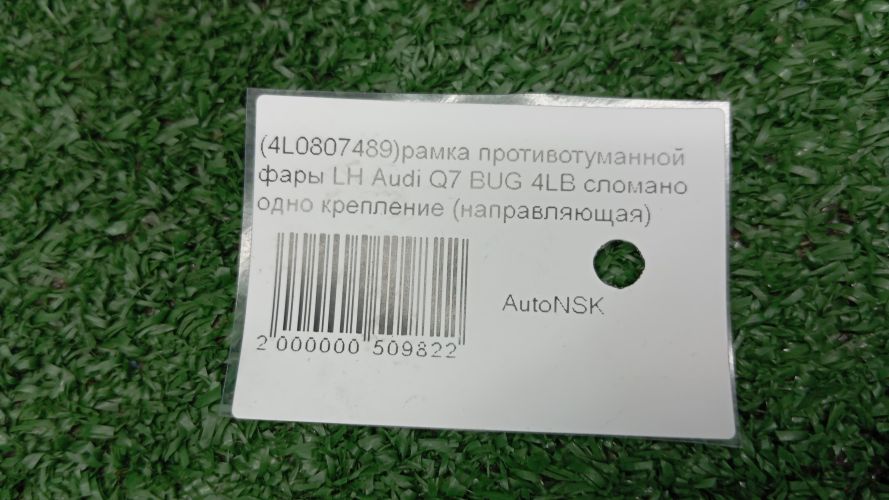 (4L0807489)рамка противотуманной
фары LH Audi Q7 BUG 4LB сломано
одно крепление (направляющая)
AutoNSK
2 000000 509822